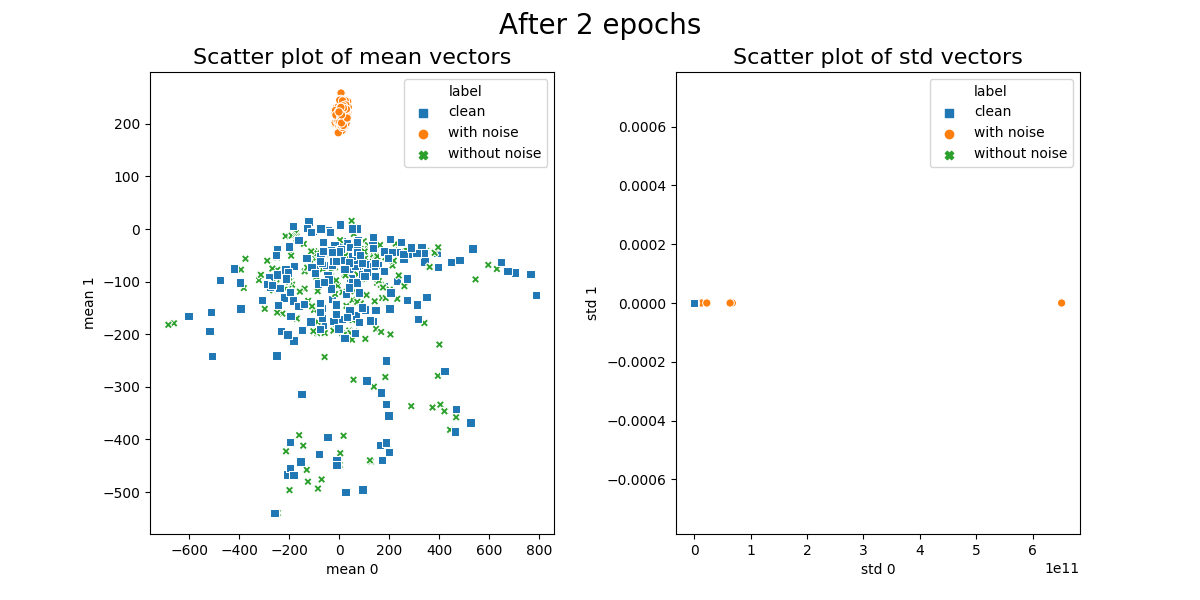 After 2 epochs
Scatter plot of mean vectors
label
clean
with noise
without noise
200
100
0
−100
−200
−300
−400
−500
mean 1
−600
−400
−200
0
200
400
600
800
mean 0
Scatter plot of std vectors
label
clean
with noise
without noise
0.0006
0.0004
0.0002
0.0000
−0.0002
−0.0004
−0.0006
std 1
0
1
2
3
4
5
6
1e11
std 0